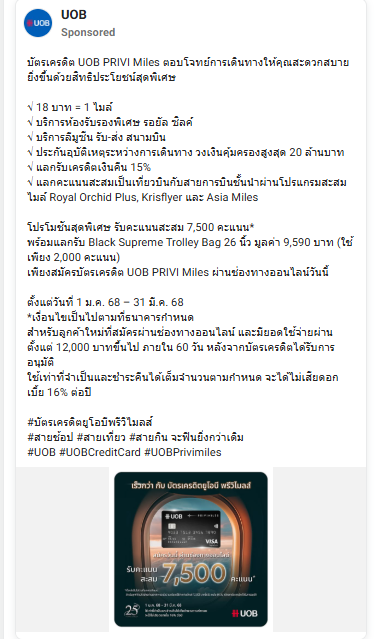 UOB
UOB
Sponsored
บัตรเครดิต UOB PRIVI Miles ตอบโจทย์การเดินทางให้คุณสะดวกสบาย
ยิ่งขึ้นด้วยสิทธิประโยชน์สุดพิเศษ
√ 18 บาท = 1 ไมล์
√ บริการห้องรับรองพิเศษ รอยัล ซิลค์
√ บริการลีมูซีน รับ-ส่ง สนามบิน
√ ประกันอุบัติเหตุระหว่างการเดินทาง วงเงินคุ้มครองสูงสุด 20 ล้านบาท
√ แลกรับเครดิตเงินคืน 15%
√ แลกคะแนนสะสมเป็นเที่ยวบินกับสายการบินชั้นนำผ่านโปรแกรมสะสม
ไมล์ Royal Orchid Plus, Krisflyer และ Asia Miles
โปรโมชันสุดพิเศษ รับคะแนนสะสม 7,500 คะแนน*
พร้อมแลกรับ Black Supreme Trolley Bag 26 นิ้ว มูลค่า 9,590 บาท (ใช้
เพียง 2,000 คะแนน)
เพียงสมัครบัตรเครดิต UOB PRIVI Miles ผ่านช่องทางออนไลน์วันนี้
ตั้งแต่วันที่ 1 ม.ค. 68 – 31 มี.ค. 68
*เงื่อนไขเป็นไปตามที่ธนาคารกำหนด
สำหรับลูกค้าใหม่ที่สมัครผ่านช่องทางออนไลน์ และมียอดใช้จ่ายผ่าน
ตั้งแต่ 12,000 บาทขึ้นไป ภายใน 60 วัน หลังจากบัตรเครดิตได้รับการ
อนุมัติ
ใช้เท่าที่จำเป็นและชำระคืนได้เต็มจำนวนตามกำหนด จะได้ไม่เสียดอก
เบี้ย 16% ต่อปี
#บัตรเครดิตยูโอบีพรีวิไมลส์
#สายช้อป #สายเที่ยว #สายกิน จะฟินยิ่งกว่าเดิม
#UOB #UOBCreditCard #UOBPrivimiles
เร็วกว่า กับ บัตรเครดิตยูโอบี พรีวิไมลส์
UOB
VISA
รับคะแนน
สะสม 7,500 คะแนน*
25
1 ม.ค. 68 - 31 มี.ค. 68
UOB